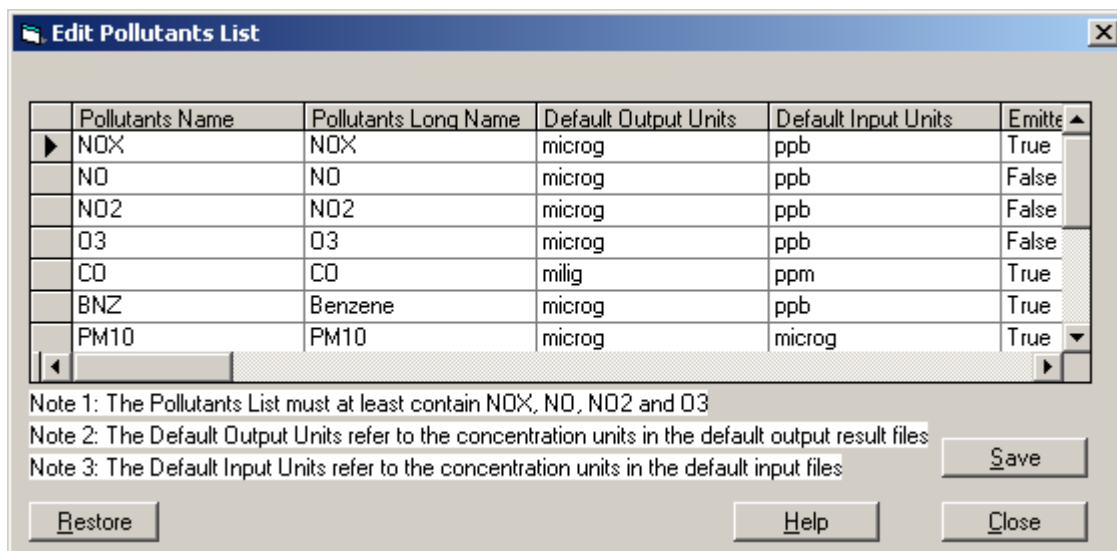 Edit Pollutants List
Pollutants Name Pollutants Long Name Default Output Units Default Input Units Emitte
NOX NOX microg ppb True
NO NO microg ppb False
NO2 NO2 microg ppb False
O3 O3 microg ppb False
CO CO milig ppm True
BNZ Benzene microg ppb True
PM10 PM10 microg microg True
Note 1: The Pollutants List must at least contain NOX, NO, NO2 and O3
Note 2: The Default Output Units refer to the concentration units in the default output result files
Note 3: The Default Input Units refer to the concentration units in the default input files
Save
Restore Help Close